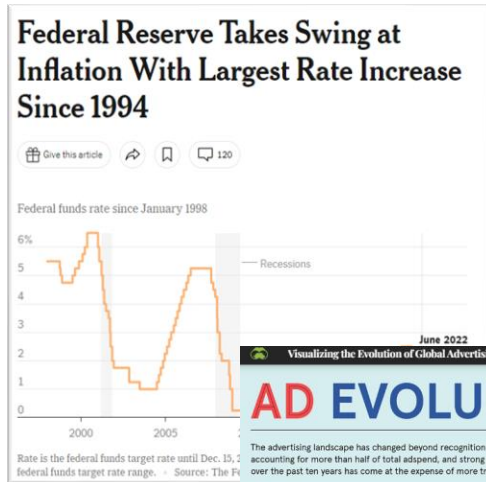 Federal Reserve Takes Swing at
Inflation With Largest Rate Increase
Since 1994
Give this article
120
Federal funds rate since January 1998
6%
5
4
3
2
1
0
Recessions
June 2022
2000
2005
Rate is the federal funds target rate until Dec. 15,
federal funds target rate range. · Source: The
Visualizing the Evolution of Global
AD
The advertising landscape has changed beyond recognition
accounting for more than half of total adspend, and strong
over the past ten years has come at the expense of more